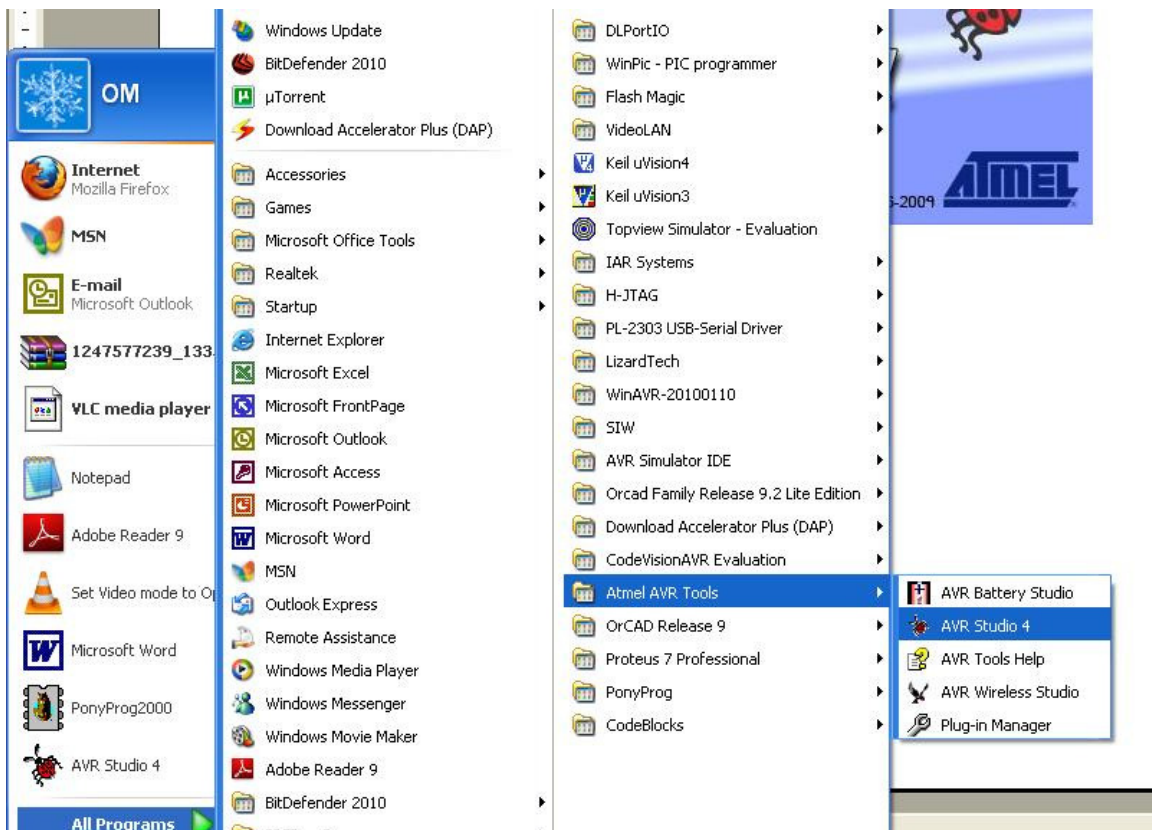 OM
Internet
Mozilla Firefox
MSN
E-mail
Microsoft Outlook
1247577239_133
VLC media player
Notepad
Adobe Reader 9
Set Video mode to Op
Microsoft Word
PonyProg2000
AVR Studio 4
All Programs
Windows Update
BitDefender 2010
µTorrent
Download Accelerator Plus (DAP)
Accessories
Games
Microsoft Office Tools
Realtek
Startup
Internet Explorer
Microsoft Excel
Microsoft FrontPage
Microsoft Outlook
Microsoft Access
Microsoft PowerPoint
Microsoft Word
MSN
Outlook Express
Remote Assistance
Windows Media Player
Windows Messenger
Windows Movie Maker
Adobe Reader 9
BitDefender 2010
DLPortIO
WinPic - PIC programmer
Flash Magic
VideoLAN
Keil uVision4
Keil uVision3
Topview Simulator - Evaluation
IAR Systems
H-JTAG
PL-2303 USB-Serial Driver
LizardTech
WinAVR-20100110
SIW
AVR Simulator IDE
Orcad Family Release 9.2 Lite Edition
Download Accelerator Plus (DAP)
CodeVisionAVR Evaluation
Atmel AVR Tools
OrCAD Release 9
Proteus 7 Professional
PonyProg
CodeBlocks
AVR Battery Studio
AVR Studio 4
AVR Tools Help
AVR Wireless Studio
Plug-in Manager
-2009
ATMEL